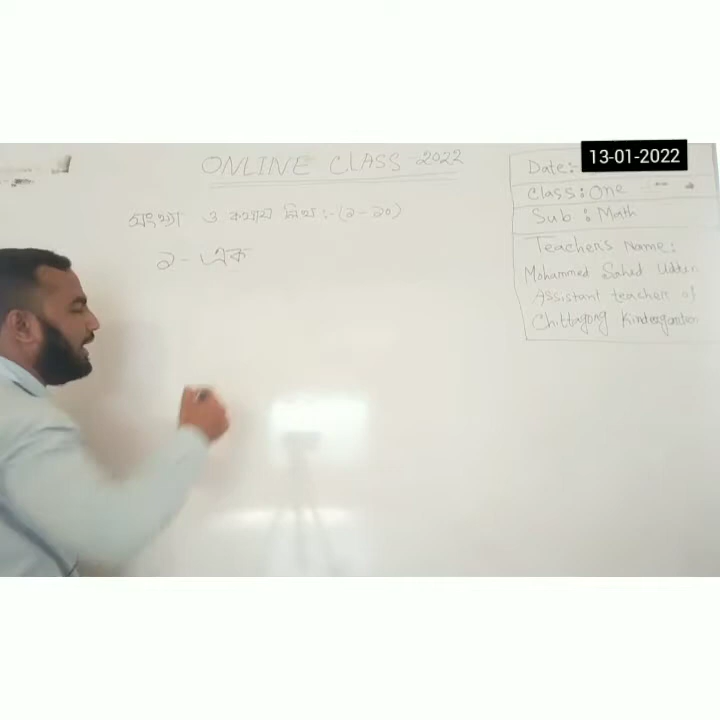 ONLINE CLASS -2022
সংখ্যা ও কথায় লিখ :- (১-১০)
১ - এক
Date: 13-01-2022
Class: One
Sub : Math
Teachers Name:
Mohammed Sahed Uddin
Assistant teacher of
Chittagong Kindergarten